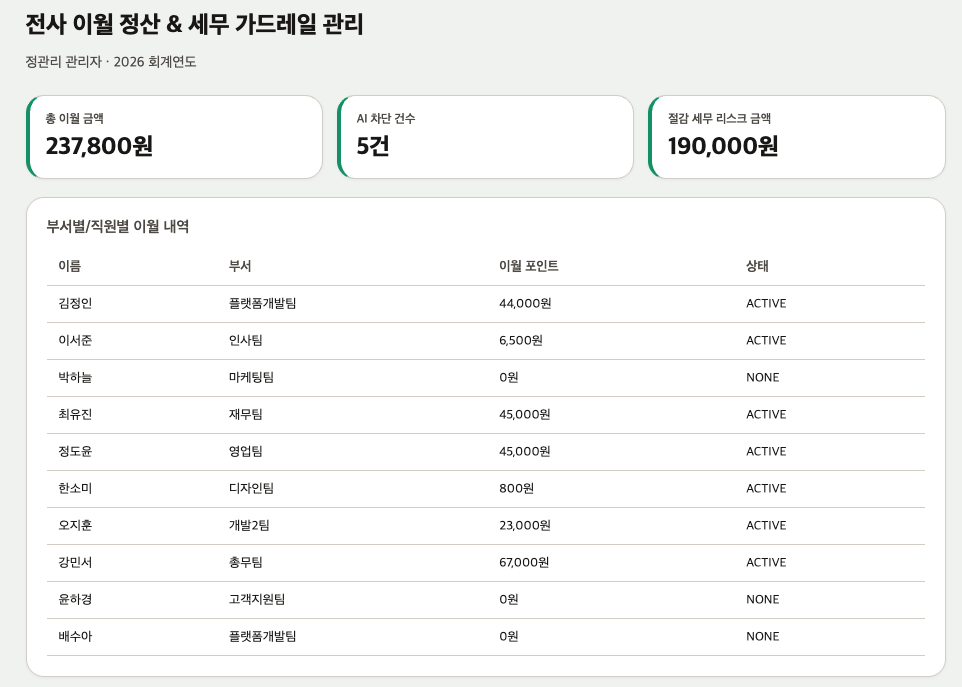 전사 이월 정산 & 세무 가드레일 관리
정관리 관리자 · 2026 회계연도
총 이월 금액
237,800원
AI 차단 건수
5건
절감 세무 리스크 금액
190,000원
부서별/직원별 이월 내역
이름 부서 이월 포인트 상태
김정인 플랫폼개발팀 44,000원 ACTIVE
이서준 인사팀 6,500원 ACTIVE
박하늘 마케팅팀 0원 NONE
최유진 재무팀 45,000원 ACTIVE
정도윤 영업팀 45,000원 ACTIVE
한소미 디자인팀 800원 ACTIVE
오지훈 개발2팀 23,000원 ACTIVE
강민서 총무팀 67,000원 ACTIVE
윤하경 고객지원팀 0원 NONE
배수아 플랫폼개발팀 0원 NONE